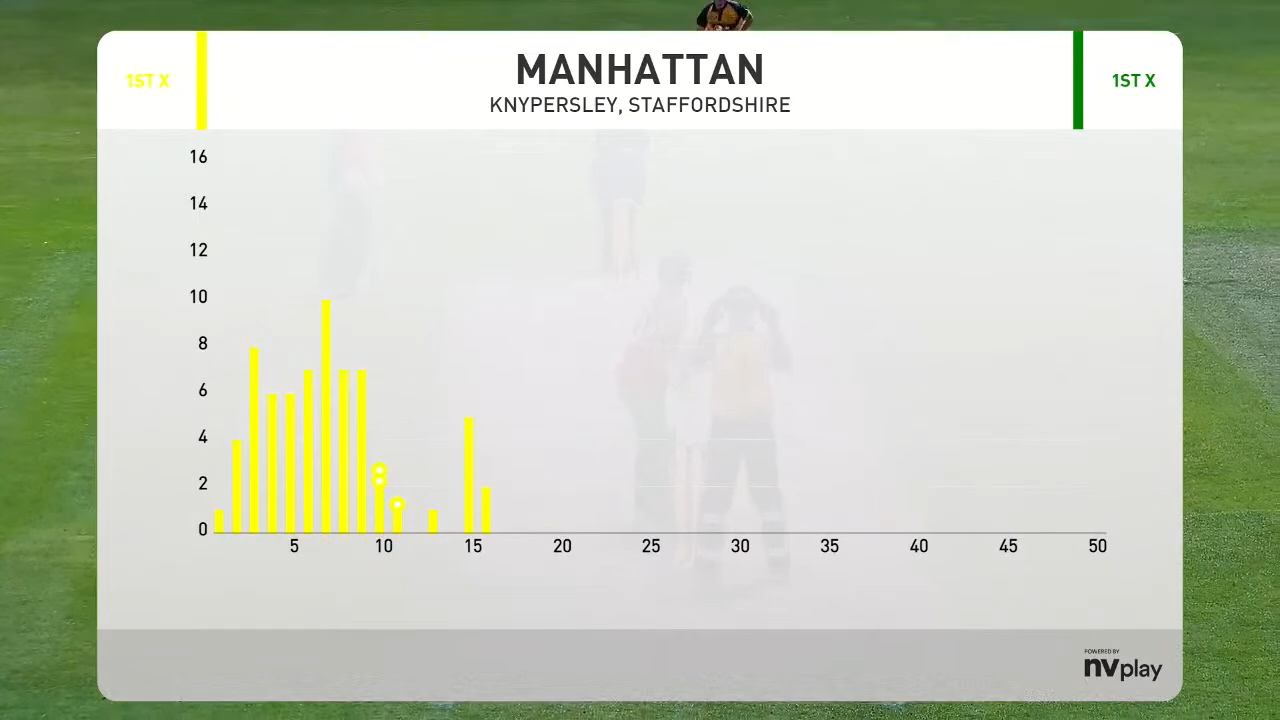 1ST X
MANHATTAN
KNYPERSLEY, STAFFORDSHIRE
1ST X
16
14
12
10
8
6
4
2
0
5 10 15 20 25 30 35 40 45 50
POWERED BY
nvplay